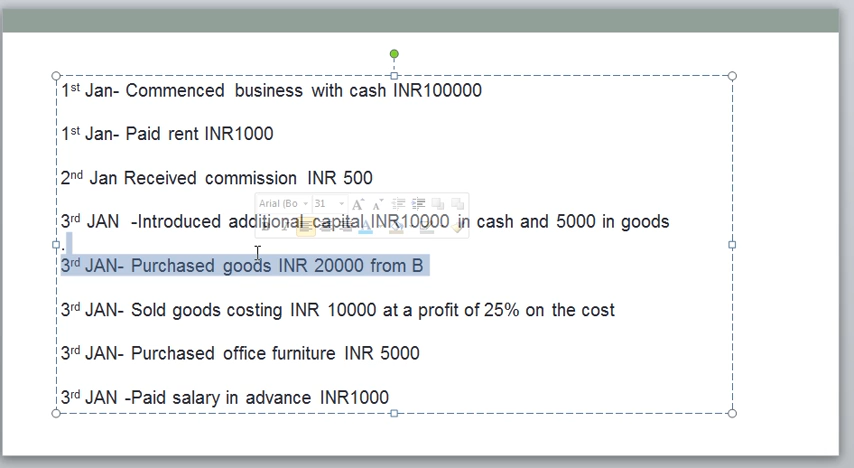 1st Jan- Commenced business with cash INR100000
1st Jan- Paid rent INR1000
2nd Jan Received commission INR 500
Arial (Bo 31 A A
3rd JAN -Introduced additional capital INR10000 in cash and 5000 in goods
.
3rd JAN- Purchased goods INR 20000 from B
3rd JAN- Sold goods costing INR 10000 at a profit of 25% on the cost
3rd JAN- Purchased office furniture INR 5000
3rd JAN -Paid salary in advance INR1000